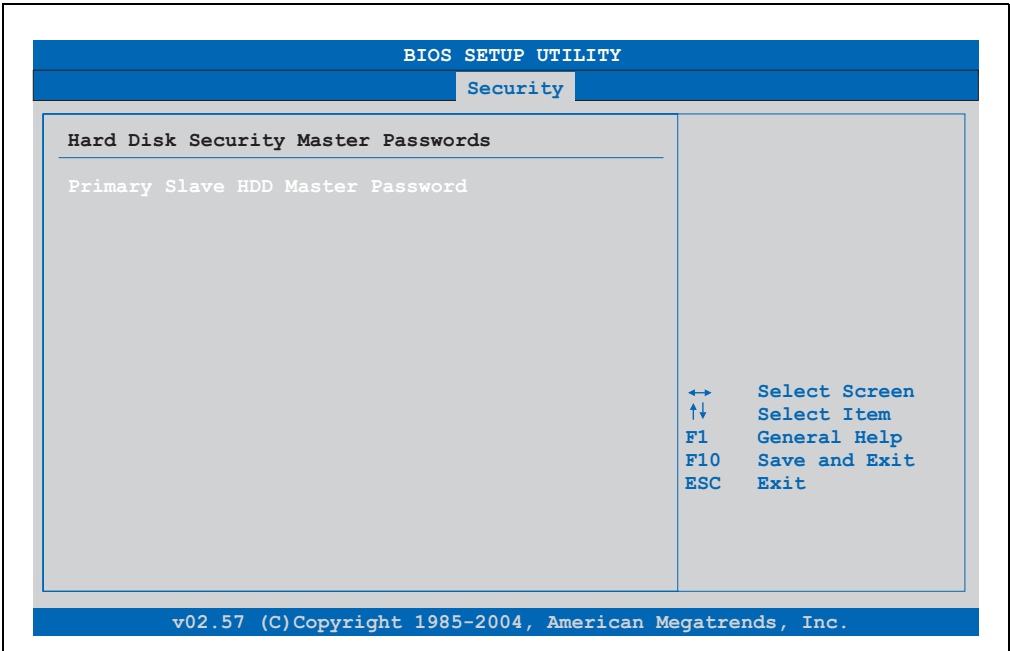 BIOS SETUP UTILITY
Security
Hard Disk Security Master Passwords
Primary Slave HDD Master Password
↔ Select Screen
↑↓ Select Item
F1 General Help
F10 Save and Exit
ESC Exit
v02.57 (C)Copyright 1985-2004, American Megatrends, Inc.